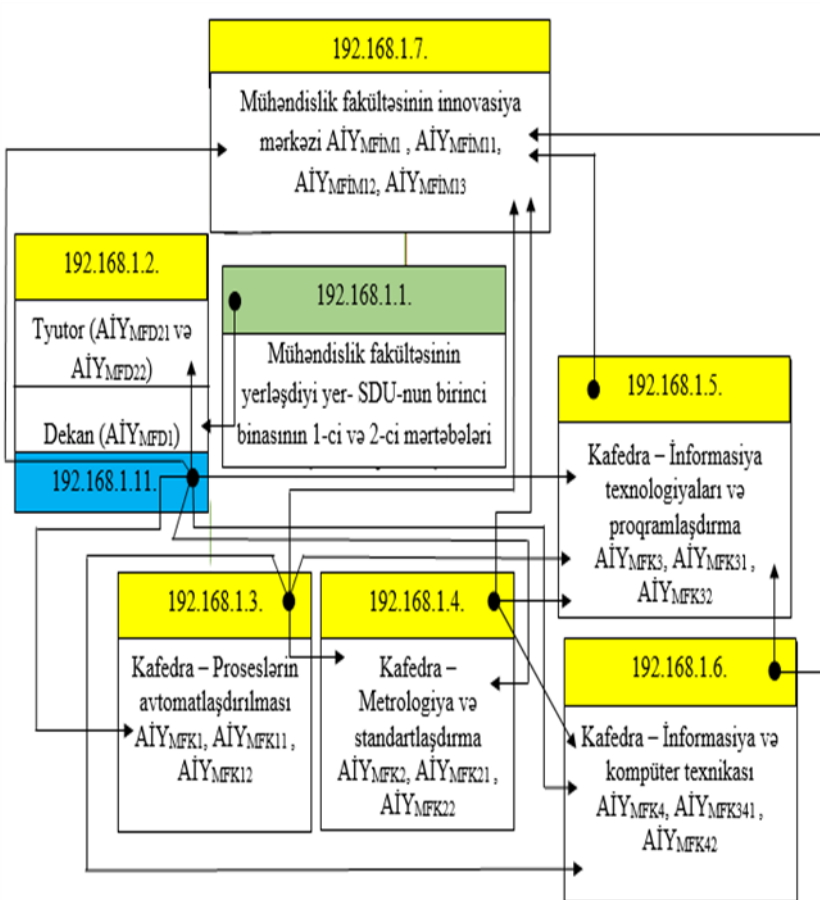 192.168.1.7.
Mühəndislik fakültəsinin innovasiya
mərkəzi AİYMFİM1 , AİYMFİM11,
AİYMFİM12, AİYMFİM13
192.168.1.2.
Tyutor (AİYMFD21 və
AİYMFD22)
Dekan (AİYMFD1)
192.168.1.11.
192.168.1.1.
Mühəndislik fakültəsinin
yerləşdiyi yer- SDU-nun birinci
binasının 1-ci və 2-ci mərtəbələri
192.168.1.5.
Kafedra – İnformasiya
texnologiyaları və
proqramlaşdırma
AİYMFK3, AİYMFK31 ,
AİYMFK32
192.168.1.3.
Kafedra – Proseslərin
avtomatlaşdırılması
AİYMFK1, AİYMFK11 ,
AİYMFK12
192.168.1.4.
Kafedra –
Metrologiya və
standartlaşdırma
AİYMFK2, AİYMFK21 ,
AİYMFK22
192.168.1.6.
Kafedra – İnformasiya və
kompüter texnikası
AİYMFK4, AİYMFK341 ,
AİYMFK42